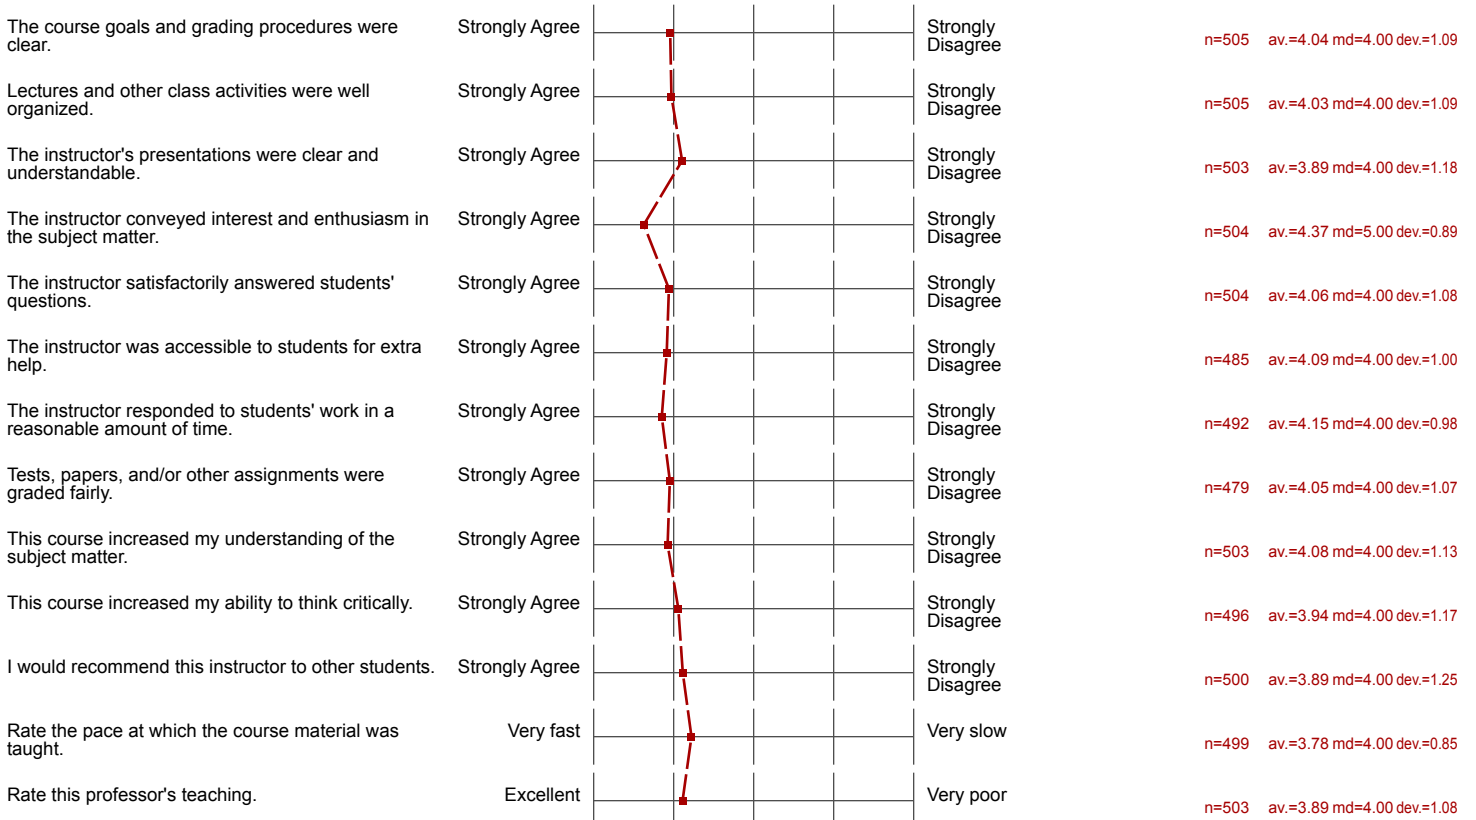 The course goals and grading procedures were
clear.
Strongly Agree
Strongly
Disagree
n=505 av.=4.04 md=4.00 dev.=1.09
Lectures and other class activities were well
organized.
Strongly Agree
Strongly
Disagree
n=505 av.=4.03 md=4.00 dev.=1.09
The instructor's presentations were clear and
understandable.
Strongly Agree
Strongly
Disagree
n=503 av.=3.89 md=4.00 dev.=1.18
The instructor conveyed interest and enthusiasm in
the subject matter.
Strongly Agree
Strongly
Disagree
n=504 av.=4.37 md=5.00 dev.=0.89
The instructor satisfactorily answered students'
questions.
Strongly Agree
Strongly
Disagree
n=504 av.=4.06 md=4.00 dev.=1.08
The instructor was accessible to students for extra
help.
Strongly Agree
Strongly
Disagree
n=485 av.=4.09 md=4.00 dev.=1.00
The instructor responded to students' work in a
reasonable amount of time.
Strongly Agree
Strongly
Disagree
n=492 av.=4.15 md=4.00 dev.=0.98
Tests, papers, and/or other assignments were
graded fairly.
Strongly Agree
Strongly
Disagree
n=479 av.=4.05 md=4.00 dev.=1.07
This course increased my understanding of the
subject matter.
Strongly Agree
Strongly
Disagree
n=503 av.=4.08 md=4.00 dev.=1.13
This course increased my ability to think critically.
Strongly Agree
Strongly
Disagree
n=496 av.=3.94 md=4.00 dev.=1.17
I would recommend this instructor to other students.
Strongly Agree
Strongly
Disagree
n=500 av.=3.89 md=4.00 dev.=1.25
Rate the pace at which the course material was
taught.
Very fast
Very slow
n=499 av.=3.78 md=4.00 dev.=0.85
Rate this professor's teaching.
Excellent
Very poor
n=503 av.=3.89 md=4.00 dev.=1.08